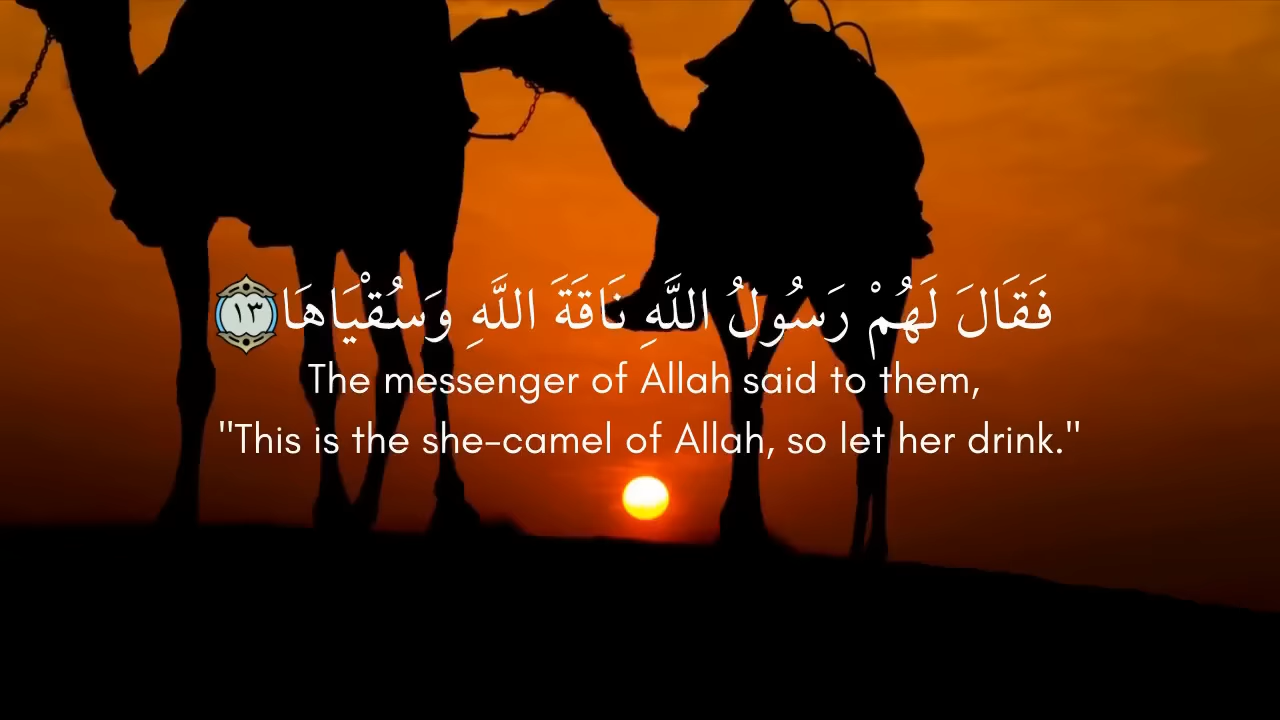 فَقَالَ لَهُمْ رَسُولُ اللَّهِ نَاقَةَ اللَّهِ وَسُقْيَاهَا ١٣
The messenger of Allah said to them,
"This is the she-camel of Allah, so let her drink."